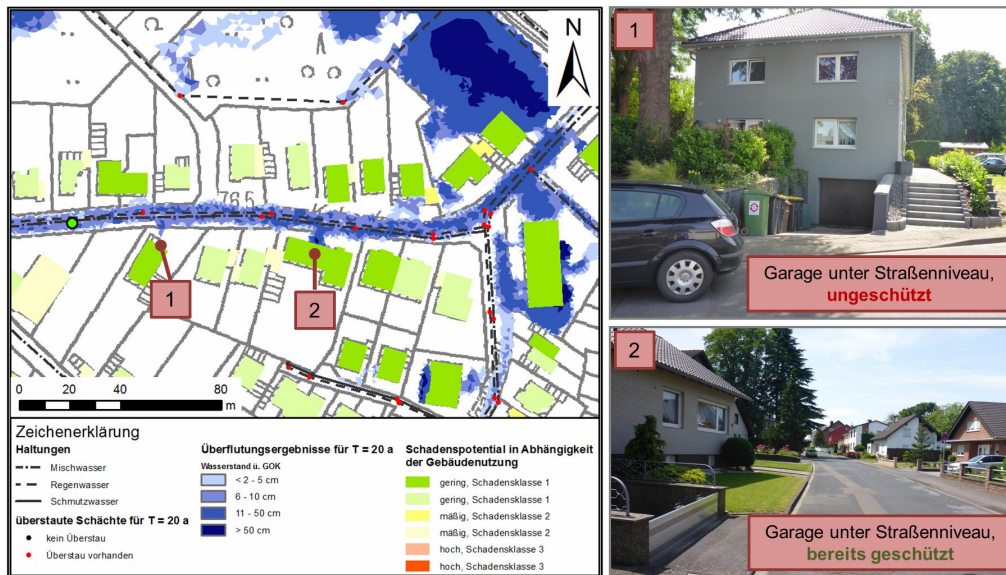 N
76.5
1
2
0
20
40
80
m
Zeichenerklärung
Haltungen
Mischwasser
Regenwasser
Schmutzwasser
überstaute Schächte für T = 20 a
kein Überstau
Überstau vorhanden
Überflutungsergebnisse für T = 20 a
Wasserstand ü. GOK
< 2 - 5 cm
6 - 10 cm
11 - 50 cm
> 50 cm
Schadenspotential in Abhängigkeit
der Gebäudenutzung
gering, Schadensklasse 1
gering, Schadensklasse 1
mäßig, Schadensklasse 2
mäßig, Schadensklasse 2
hoch, Schadensklasse 3
hoch, Schadensklasse 3
1
Garage unter Straßenniveau,
ungeschützt
2
Garage unter Straßenniveau,
bereits geschützt